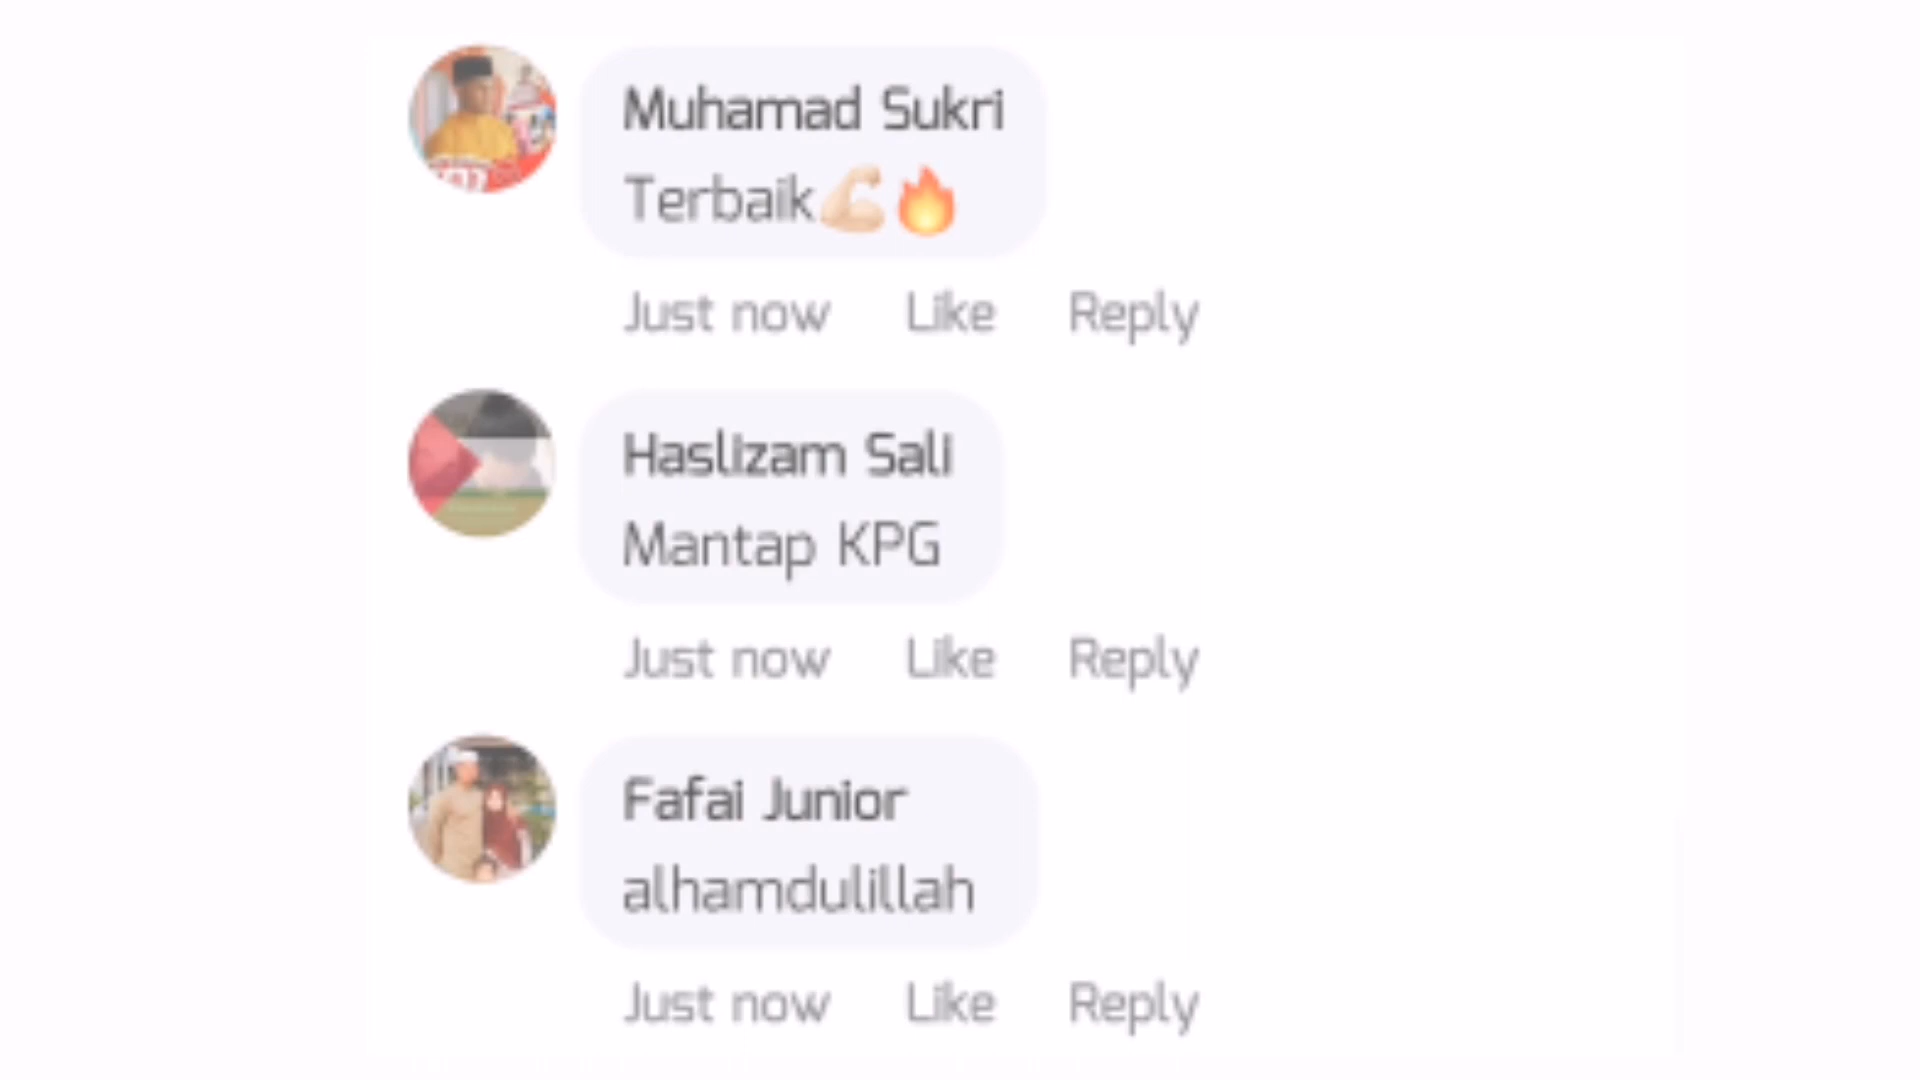 Muhamad Sukri
Terbaik💪🏻🔥
Just now Like Reply
Haslizam Sali
Mantap KPG
Just now Like Reply
Fafai Junior
alhamdulillah
Just now Like Reply